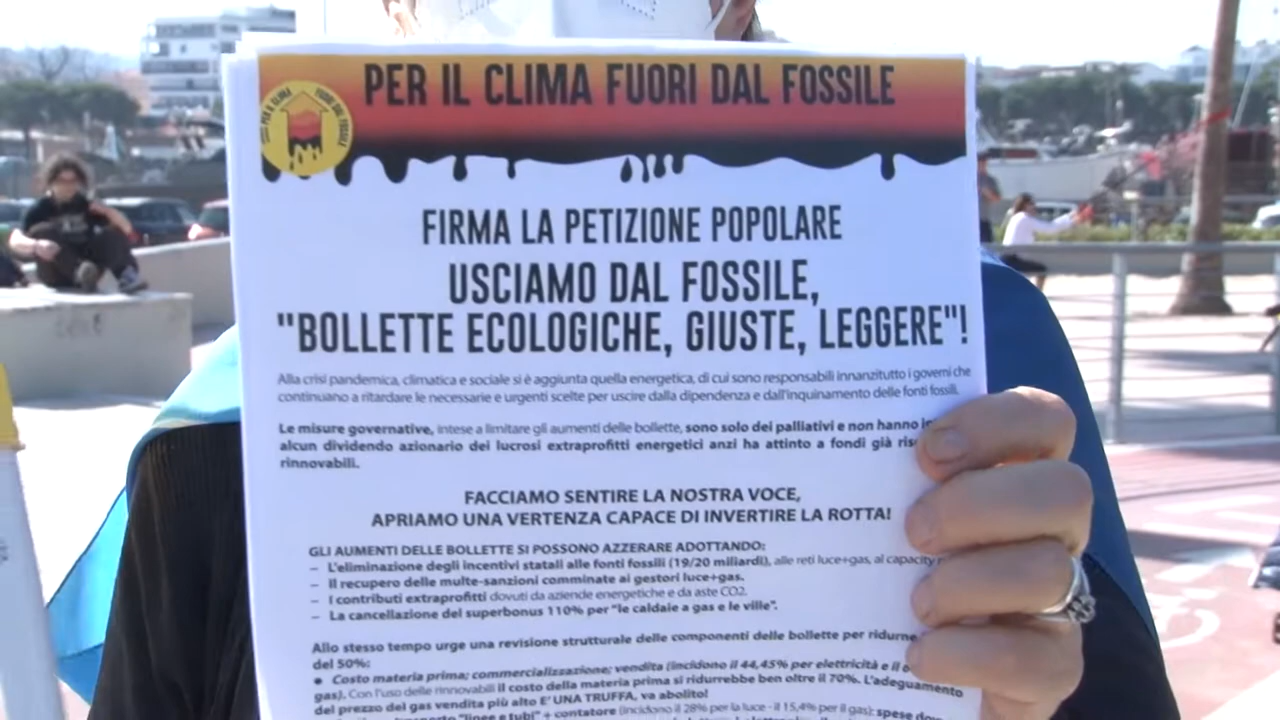 PER IL CLIMA FUORI DAL FOSSILE
PER IL CLIMA FUORI DAL FOSSILE
FIRMA LA PETIZIONE POPOLARE
USCIAMO DAL FOSSILE,
"BOLLETTE ECOLOGICHE, GIUSTE, LEGGERE"!
Alla crisi pandemica, climatica e sociale si è aggiunta quella energetica, di cui sono responsabili innanzitutto i governi che
continuano a ritardare le necessarie e urgenti scelte per uscire dalla dipendenza e dall'inquinamento delle fonti fossili.
Le misure governative, intese a limitare gli aumenti delle bollette, sono solo dei palliativi e non hanno
alcun dividendo azionario dei lucrosi extraprofitti energetici anzi ha attinto a fondi già
rinnovabili.
FACCIAMO SENTIRE LA NOSTRA VOCE,
APRIAMO UNA VERTENZA CAPACE DI INVERTIRE LA ROTTA!
GLI AUMENTI DELLE BOLLETTE SI POSSONO AZZERARE ADOTTANDO:
– L'eliminazione degli incentivi statali alle fonti fossili (19/20 miliardi), alle reti luce+gas, al capacity
– Il recupero delle multe-sanzioni comminate ai gestori luce+gas.
– I contributi extraprofitti dovuti da aziende energetiche e da aste CO2.
– La cancellazione del superbonus 110% per "le caldaie a gas e le ville".
Allo stesso tempo urge una revisione strutturale delle componenti delle bollette per ridurne
del 50%:
• Costo materia prima; commercializzazione; vendita (incidono il 44,45% per elettricità e il
gas). Con l'uso delle rinnovabili il costo della materia prima si ridurrebbe ben oltre il 70%. L'adeguamento
del prezzo del gas vendita più alto E' UNA TRUFFA, va abolito!
"linee e tubi" + contatore (incidono il 28% per la luce - il 15,4% per il gas): spese